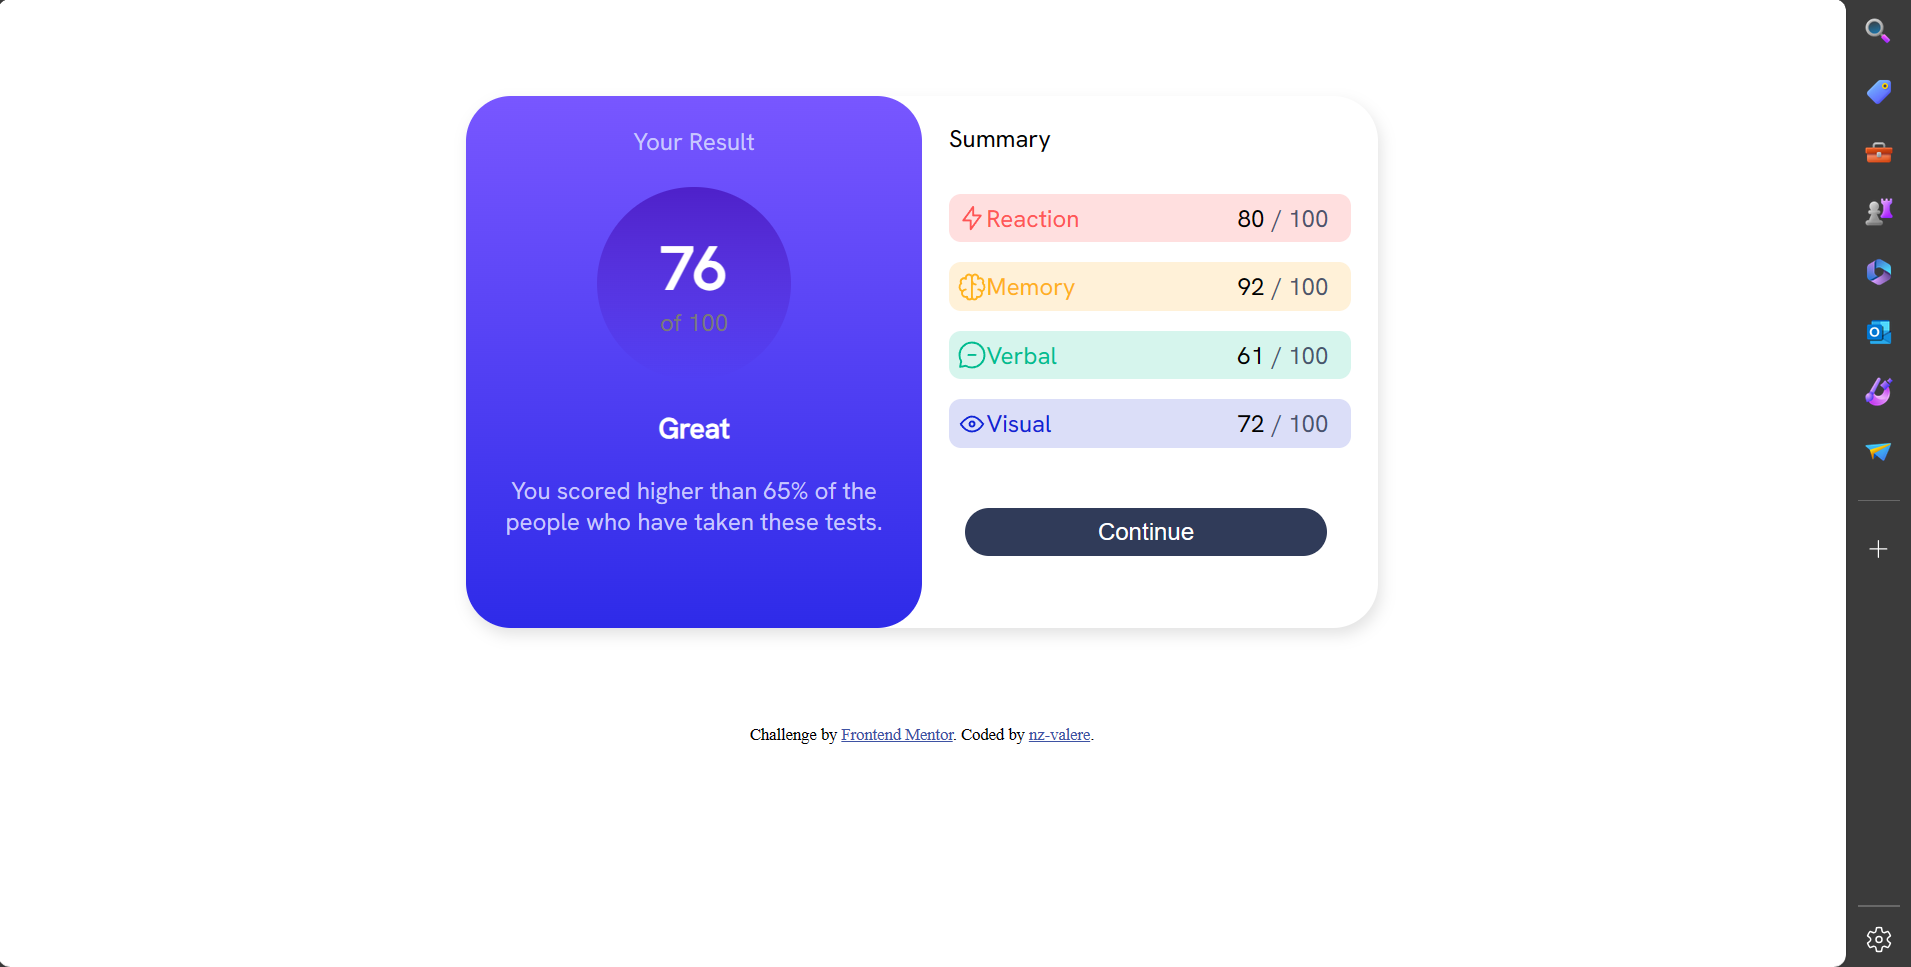 Your Result
76
of 100
Great
You scored higher than 65% of the
people who have taken these tests.
Summary
Reaction 80 / 100
Memory 92 / 100
Verbal 61 / 100
Visual 72 / 100
Continue
Challenge by Frontend Mentor. Coded by nz-valere.